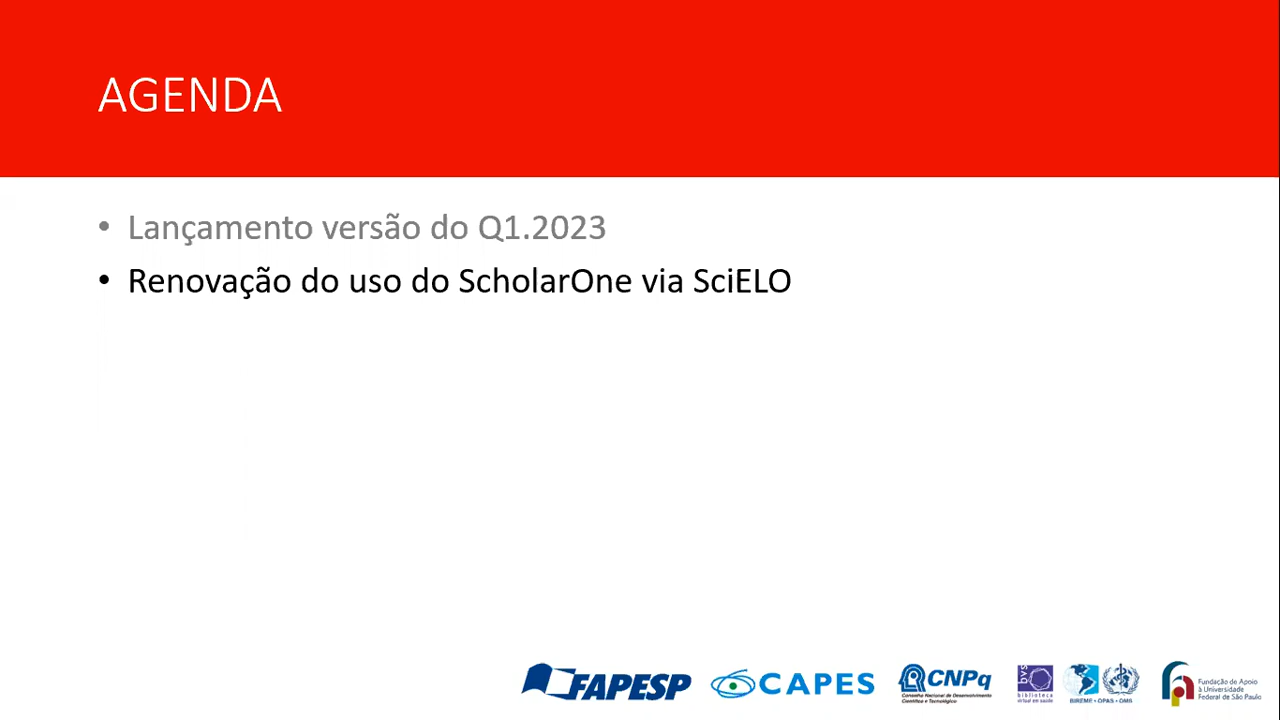 AGENDA
• Lançamento versão do Q1.2023
• Renovação do uso do ScholarOne via SciELO
FAPESP
CAPES
CNPq
Conselho Nacional de Desenvolvimento
Científico e Tecnológico
BVS
biblioteca
virtual em saúde
BIREME • OPAS • OMS
Fundação de Apoio
à Universidade
Federal de São Paulo